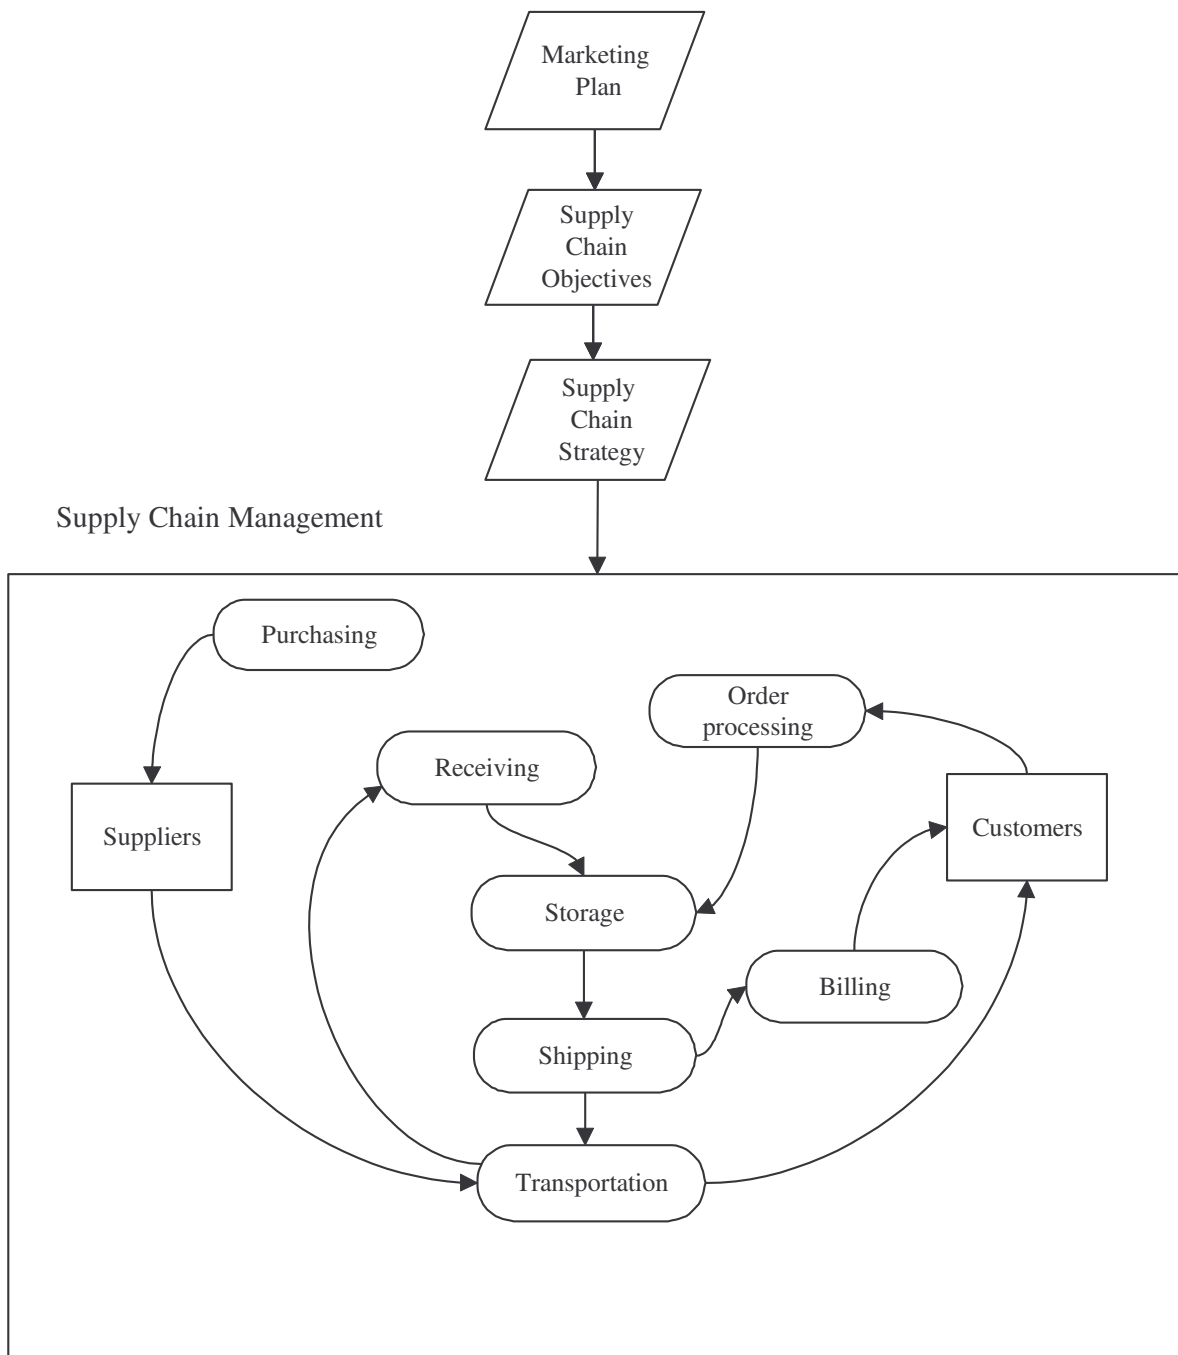 Marketing
Plan
Supply
Chain
Objectives
Supply
Chain
Strategy
Supply Chain Management
Purchasing
Order
processing
Receiving
Suppliers
Customers
Storage
Billing
Shipping
Transportation